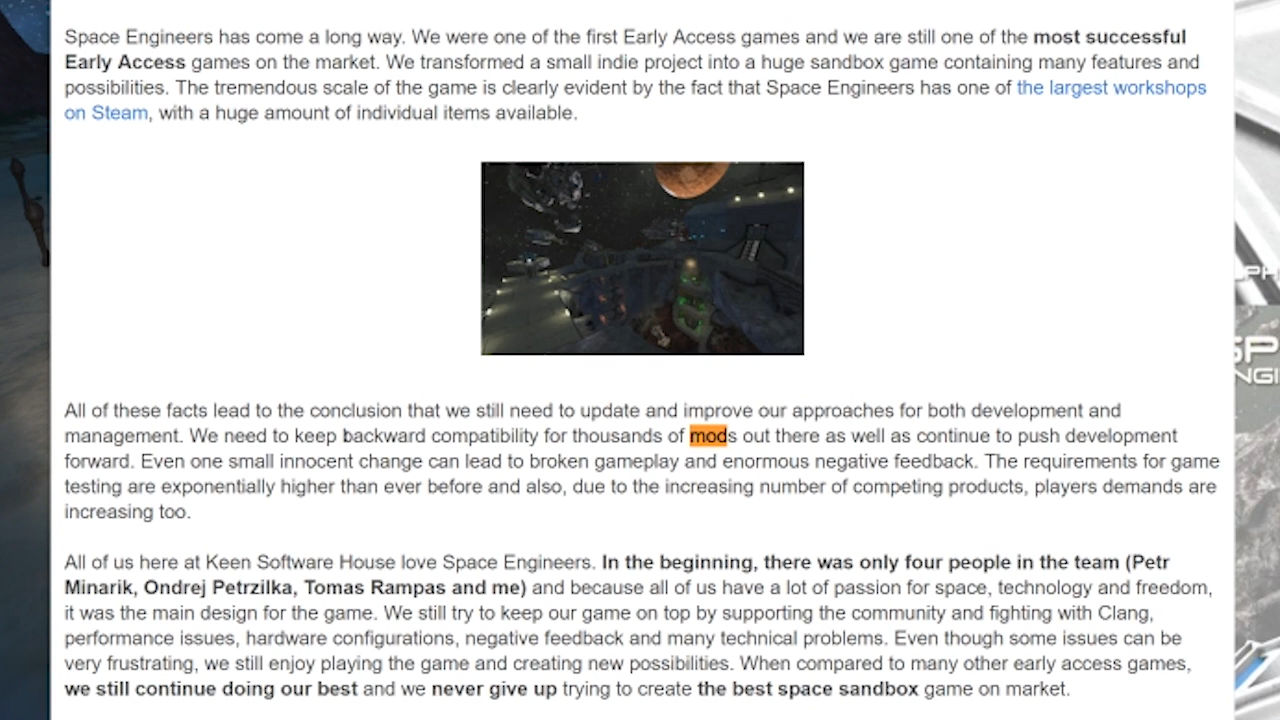 Space Engineers has come a long way. We were one of the first Early Access games and we are still one of the most successful
Early Access games on the market. We transformed a small indie project into a huge sandbox game containing many features and
possibilities. The tremendous scale of the game is clearly evident by the fact that Space Engineers has one of the largest workshops
on Steam, with a huge amount of individual items available.
All of these facts lead to the conclusion that we still need to update and improve our approaches for both development and
management. We need to keep backward compatibility for thousands of mods out there as well as continue to push development
forward. Even one small innocent change can lead to broken gameplay and enormous negative feedback. The requirements for game
testing are exponentially higher than ever before and also, due to the increasing number of competing products, players demands are
increasing too.
All of us here at Keen Software House love Space Engineers. In the beginning, there was only four people in the team (Petr
Minarik, Ondrej Petrzilka, Tomas Rampas and me) and because all of us have a lot of passion for space, technology and freedom,
it was the main design for the game. We still try to keep our game on top by supporting the community and fighting with Clang,
performance issues, hardware configurations, negative feedback and many technical problems. Even though some issues can be
very frustrating, we still enjoy playing the game and creating new possibilities. When compared to many other early access games,
we still continue doing our best and we never give up trying to create the best space sandbox game on market.